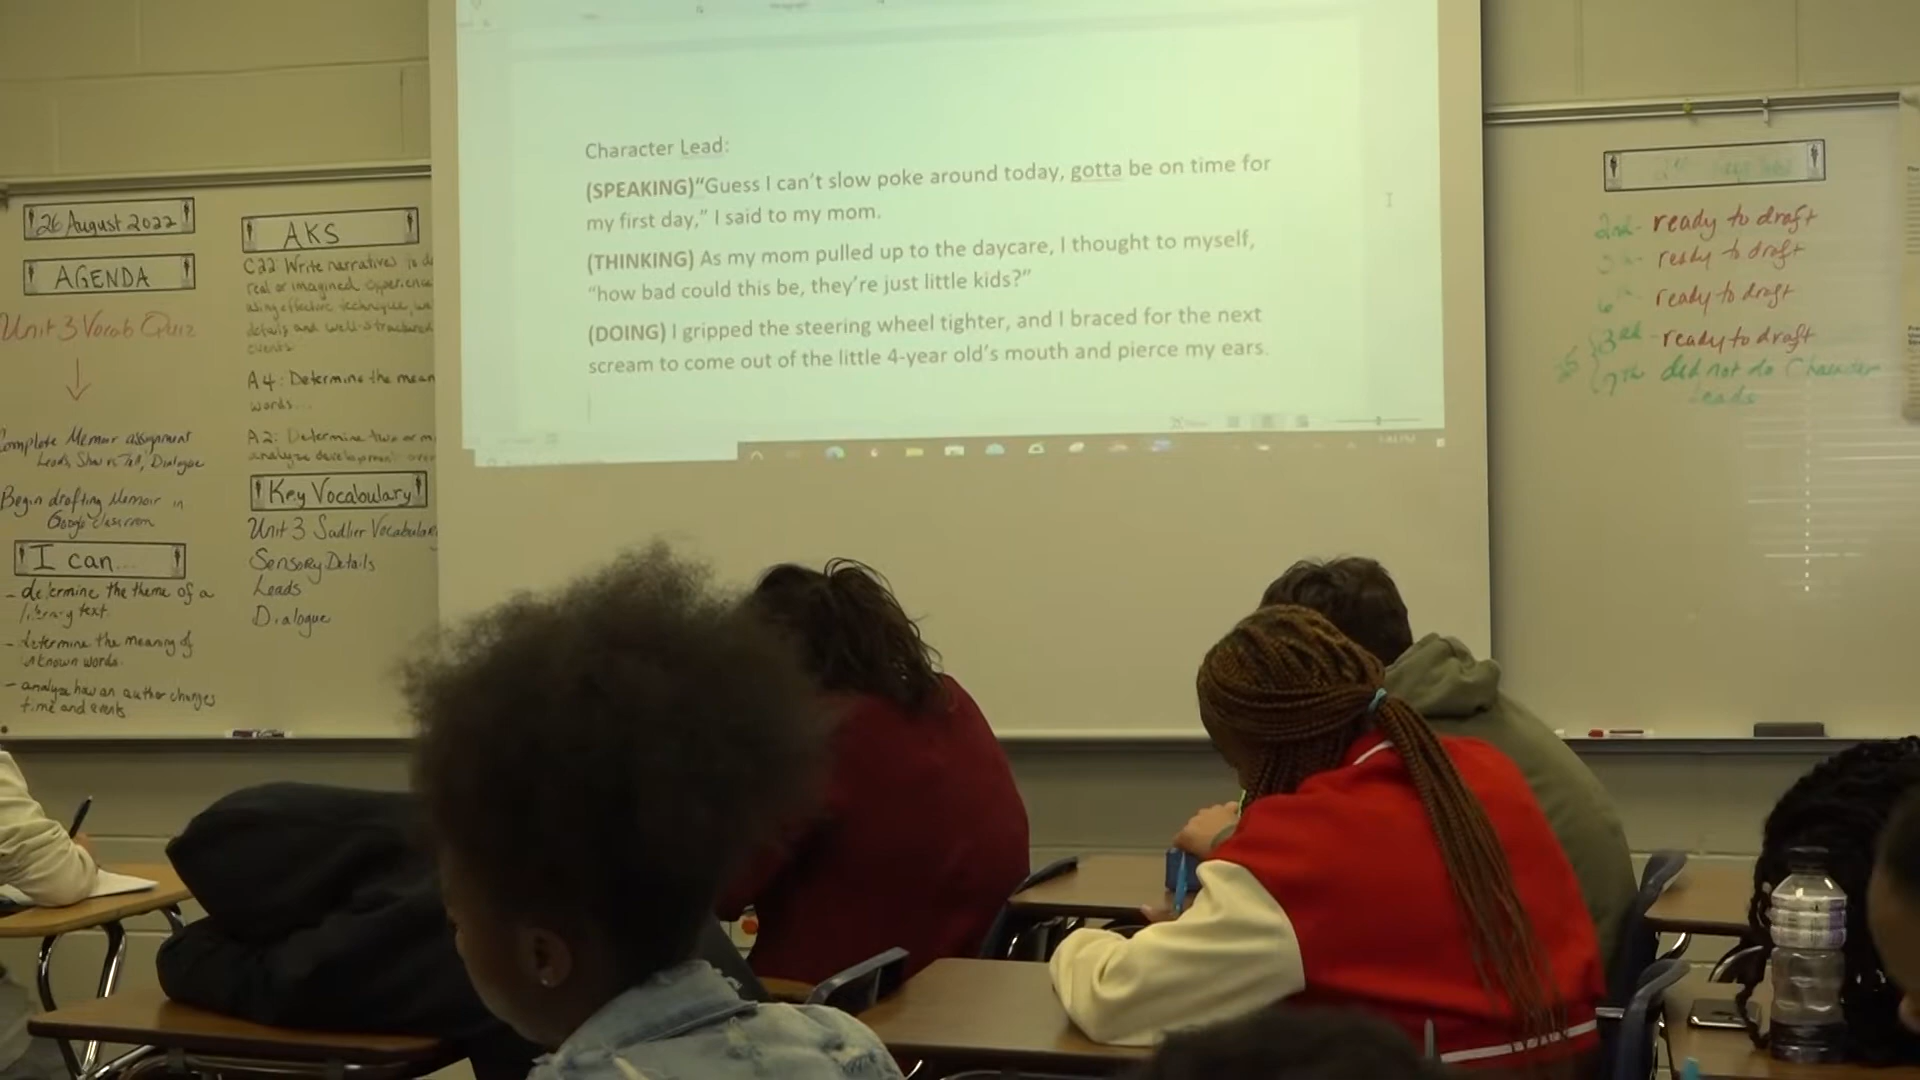 26 August 2022
AGENDA
Unit 3 Vocab Quiz
Complete Memoir assignment
Leads, Show vs Tell, Dialogue
Begin drafting Memoir in
Google Classroom
I can...
- determine the theme of a
literary text.
- determine the meaning of
unknown words.
- analyze how an author changes
time and events.
AKS
C22 Write narratives to
real or imagined experience
using effective technique,
details and well-structured
events.
A4: Determine the
words...
A2: Determine two or
analyze development over
Key Vocabulary
Unit 3 Sadlier Vocabulary
Sensory Details
Leads
Dialogue
Character Lead:
(SPEAKING)“Guess I can’t slow poke around today, gotta be on time for
my first day,” I said to my mom.
(THINKING) As my mom pulled up to the daycare, I thought to myself,
“how bad could this be, they’re just little kids?”
(DOING) I gripped the steering wheel tighter, and I braced for the next
scream to come out of the little 4-year old’s mouth and pierce my ears.
2nd - ready to draft
ready to draft
6th ready to draft
3rd - ready to draft
7th did not do Character
Leads